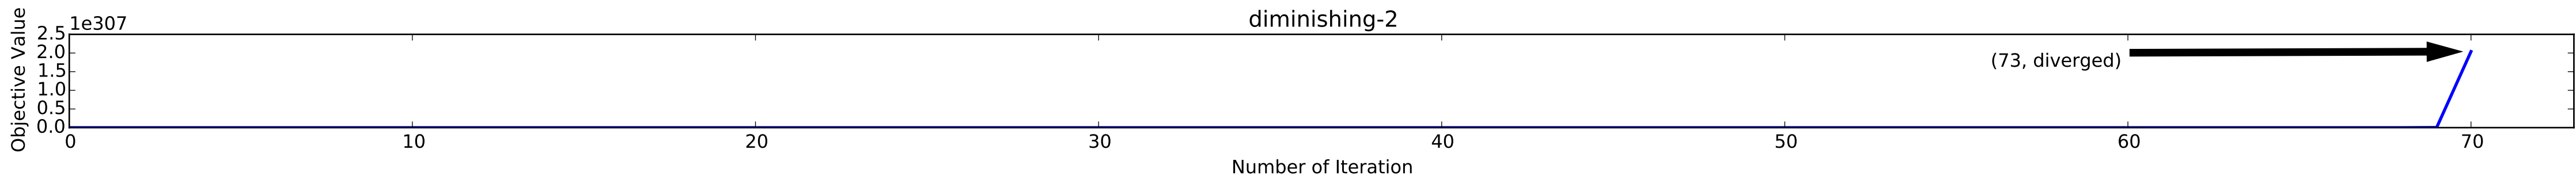 diminishing-2
1e307
2.5
2.0
1.5
1.0
0.5
0.0
Objective Value
(73, diverged)
0 10 20 30 40 50 60 70
Number of Iteration